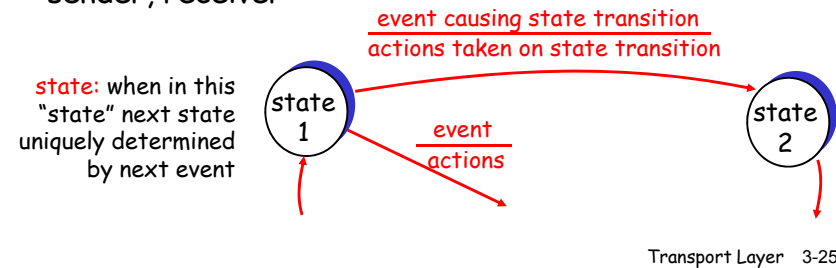 sender, receiver
event causing state transition
actions taken on state transition
state: when in this
“state” next state
uniquely determined
by next event
state
1
event
actions
state
2
Transport Layer 3-25